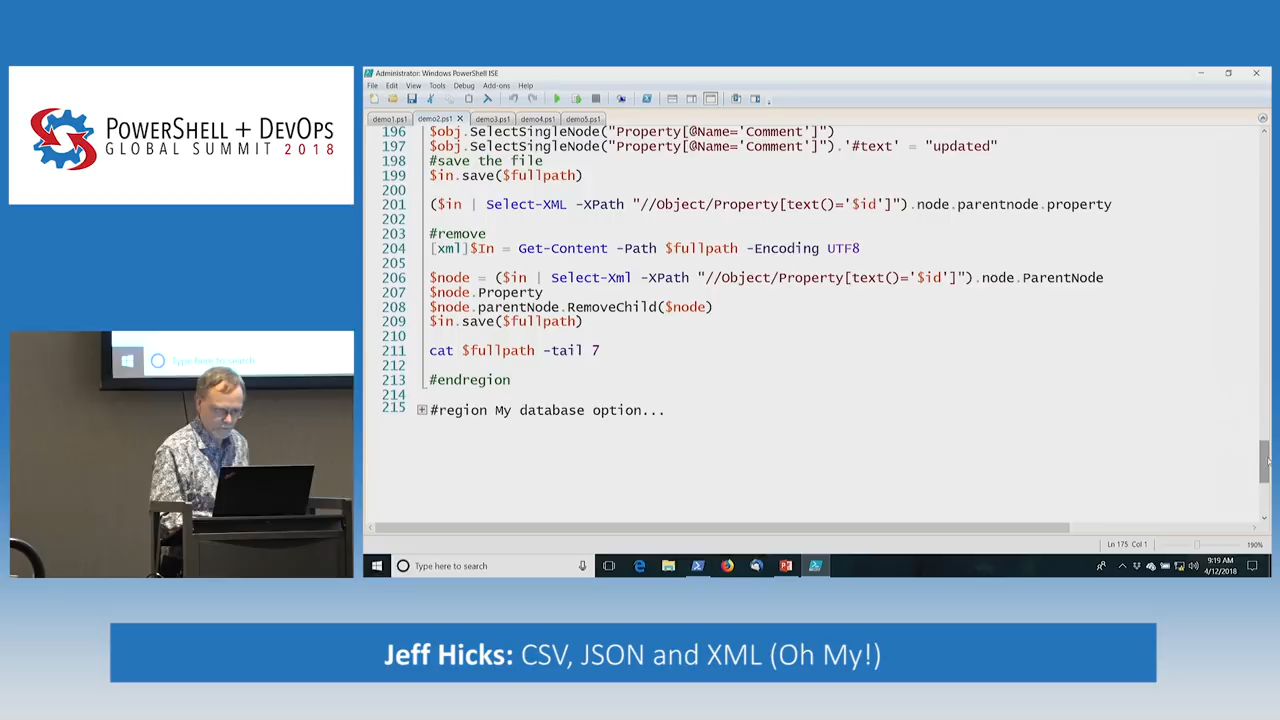 POWERSHELL + DEVOPS
GLOBAL SUMMIT 2018
Type here to search
Administrator: Windows PowerShell ISE
File Edit View Tools Debug Add-ons Help
demo1.ps1 demo2.ps1 demo3.ps1 demo4.ps1 demo5.ps1
196 $obj.SelectSingleNode("Property[@Name='Comment']")
197 $obj.SelectSingleNode("Property[@Name='Comment']").'#text' = "updated"
198 #save the file
199 $in.save($fullpath)
200
201 ($in | Select-XML -XPath "//Object/Property[text()='$id']").node.parentnode.property
202
203 #remove
204 [xml]$In = Get-Content -Path $fullpath -Encoding UTF8
205
206 $node = ($in | Select-Xml -XPath "//Object/Property[text()='$id']").node.ParentNode
207 $node.Property
208 $node.parentNode.RemoveChild($node)
209 $in.save($fullpath)
210
211 cat $fullpath -tail 7
212
213 #endregion
214
215 #region My database option...
Ln 175 Col 1 190%
Type here to search
9:19 AM
4/12/2018
Jeff Hicks: CSV, JSON and XML (Oh My!)